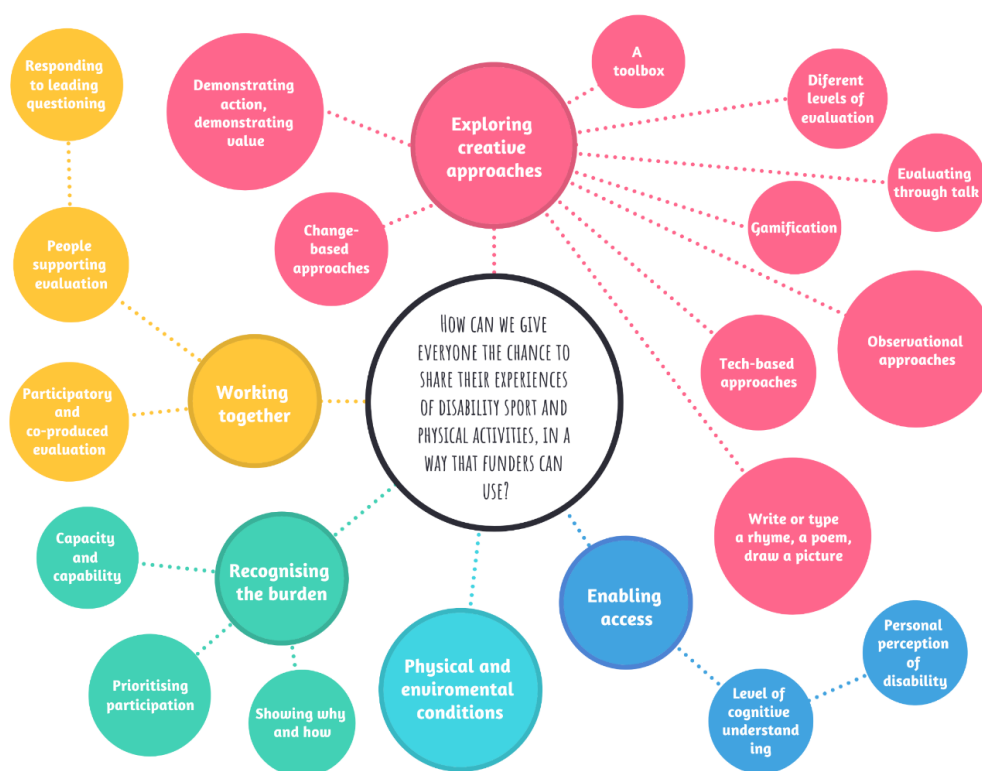 Responding
to leading
questioning
People
supporting
evaluation
Participatory
and
co-produced
evaluation
Working
together
Demonstrating
action,
demonstrating
value
Change-
based
approaches
Exploring
creative
approaches
A
toolbox
Diferent
levels of
evaluation
Evaluating
through talk
Gamification
Observational
approaches
Tech-based
approaches
Write or type
a rhyme, a poem,
draw a picture
How can we give
everyone the chance to
share their experiences
of disability sport and
physical activities, in a
way that funders can
use?
Capacity
and
capability
Recognising
the burden
Prioritising
participation
Showing why
and how
Physical and
enviromental
conditions
Enabling
access
Level of
cognitive
understand
ing
Personal
perception
of
disability